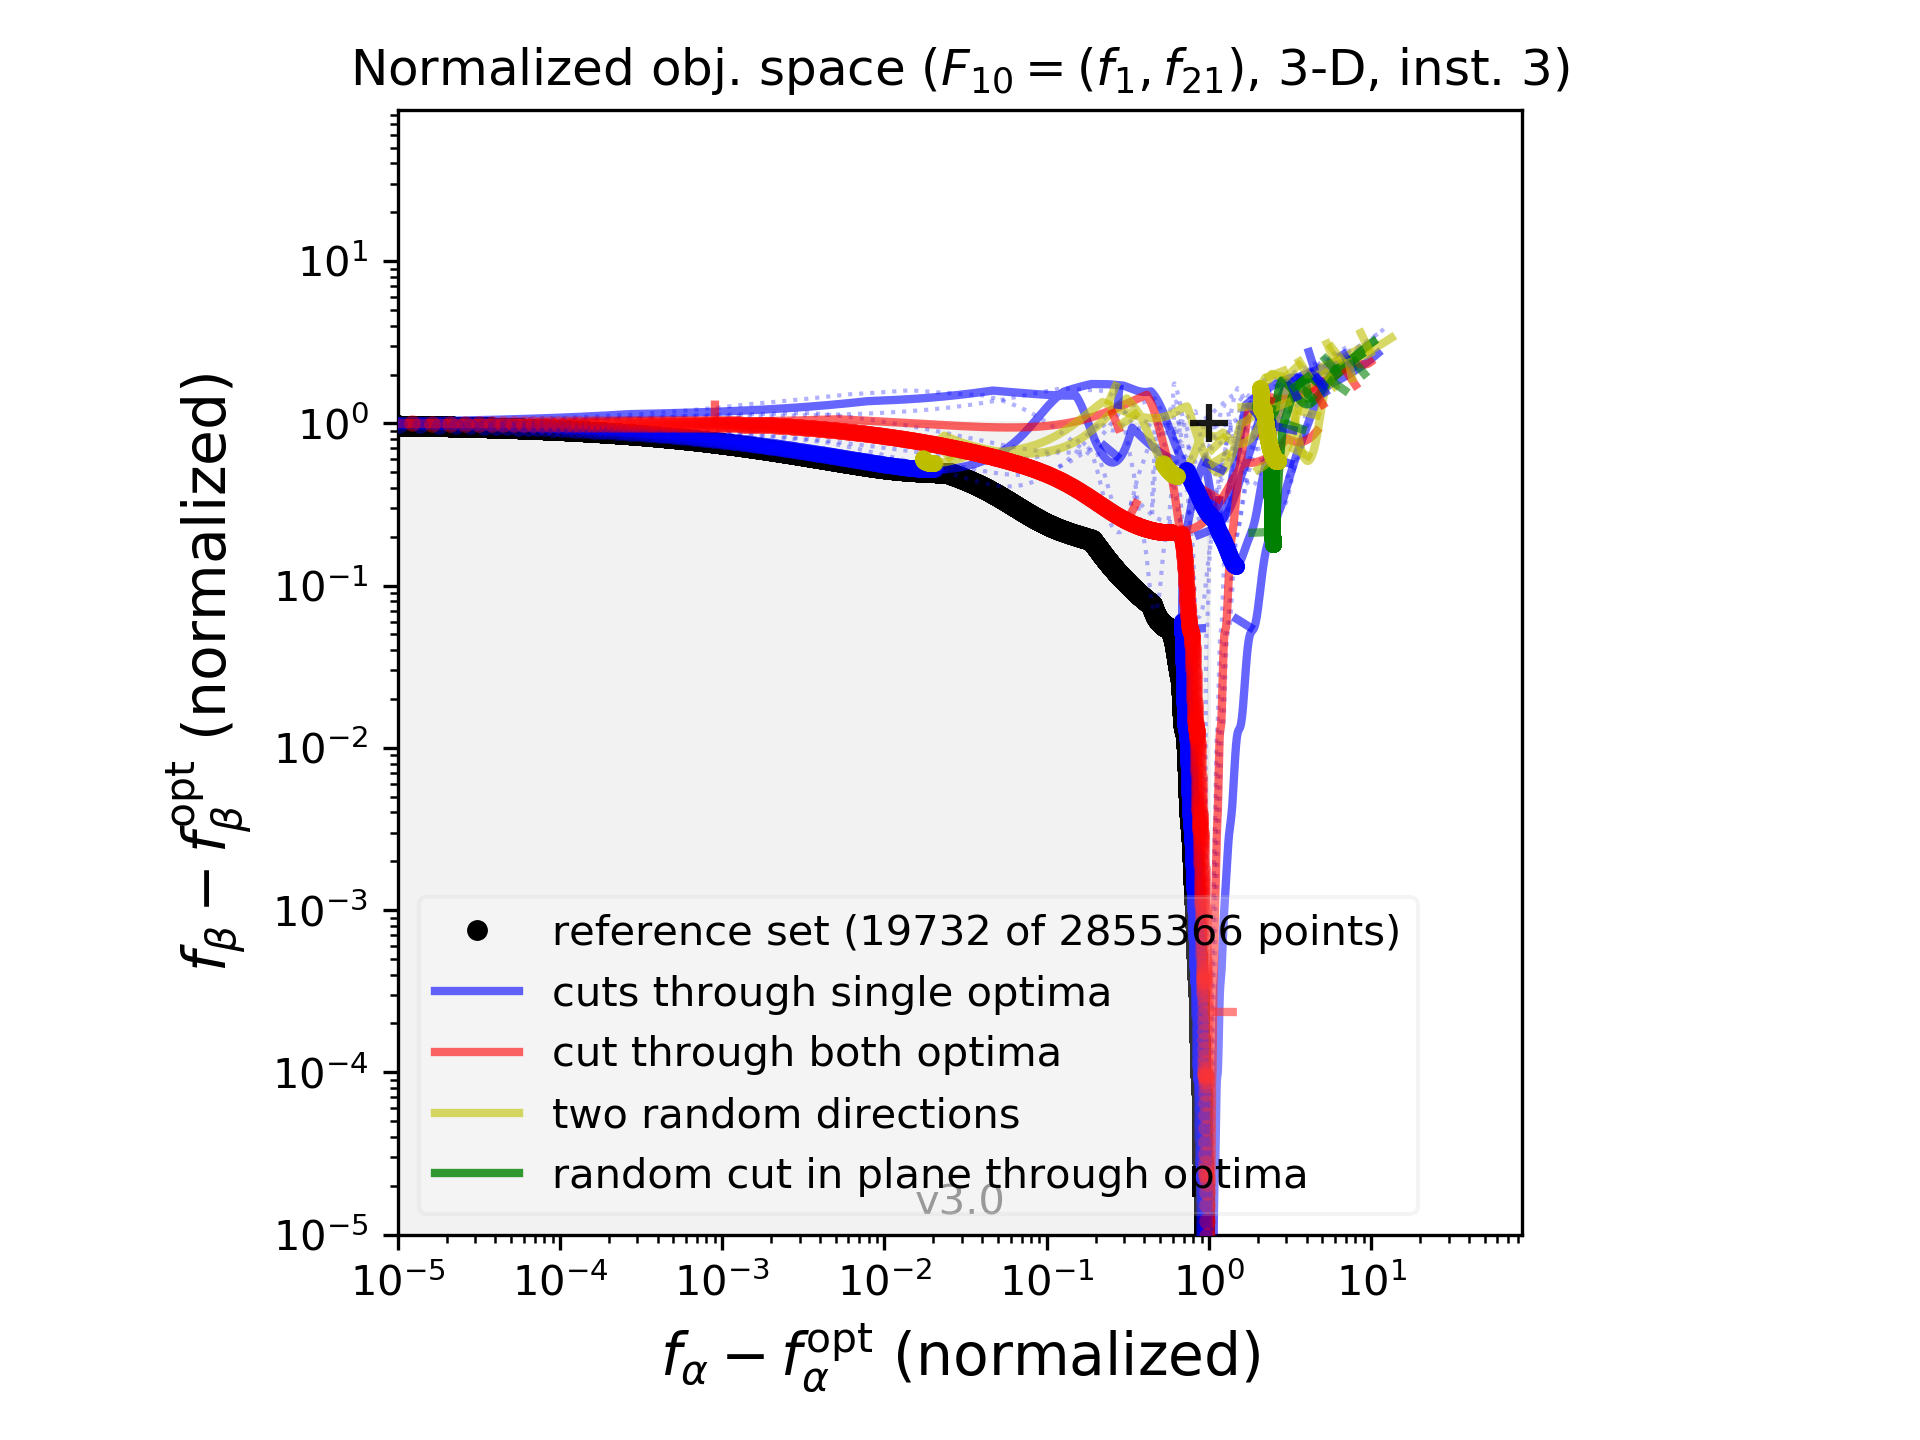 Normalized obj. space (F₁₀ = (f₁, f₂₁), 3-D, inst. 3)
f_β − f_β^opt (normalized)
10¹
10⁰
10⁻¹
10⁻²
10⁻³
10⁻⁴
10⁻⁵
reference set (19732 of 2855366 points)
cuts through single optima
cut through both optima
two random directions
random cut in plane through optima
v3.0
10⁻⁵ 10⁻⁴ 10⁻³ 10⁻² 10⁻¹ 10⁰ 10¹
f_α − f_α^opt (normalized)